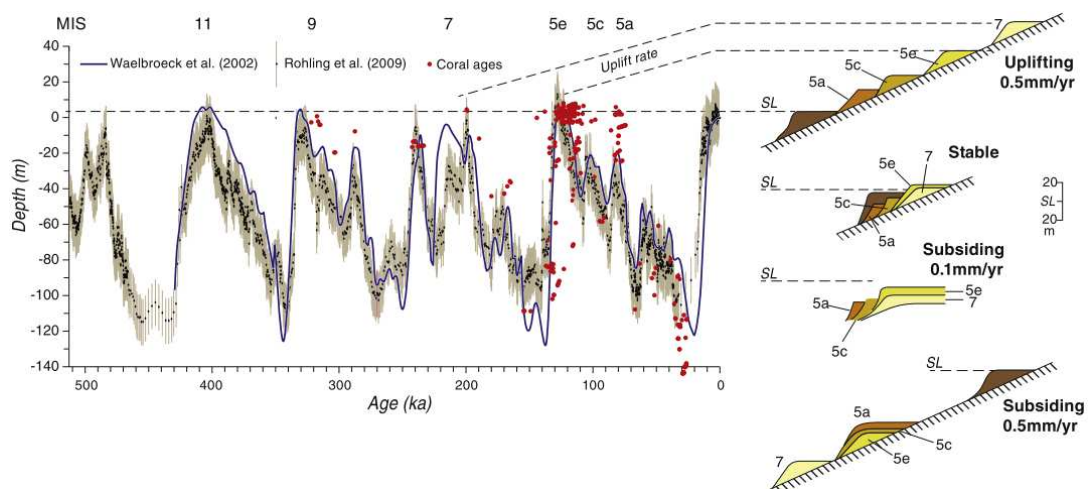 MIS 11 9 7 5e 5c 5a
Waelbroeck et al. (2002) Rohling et al. (2009) Coral ages
40
20
0
-20
-40
-60
-80
-100
-120
-140
Depth (m)
500 400 300 200 100 0
Age (ka)
Uplift rate
7
5e
5c
5a
SL
Uplifting
0.5mm/yr
Stable
SL
5e
7
5c
5a
20
SL
20
m
Subsiding
0.1mm/yr
SL
5e
5a
7
5c
SL
Subsiding
0.5mm/yr
5a
5c
5e
7